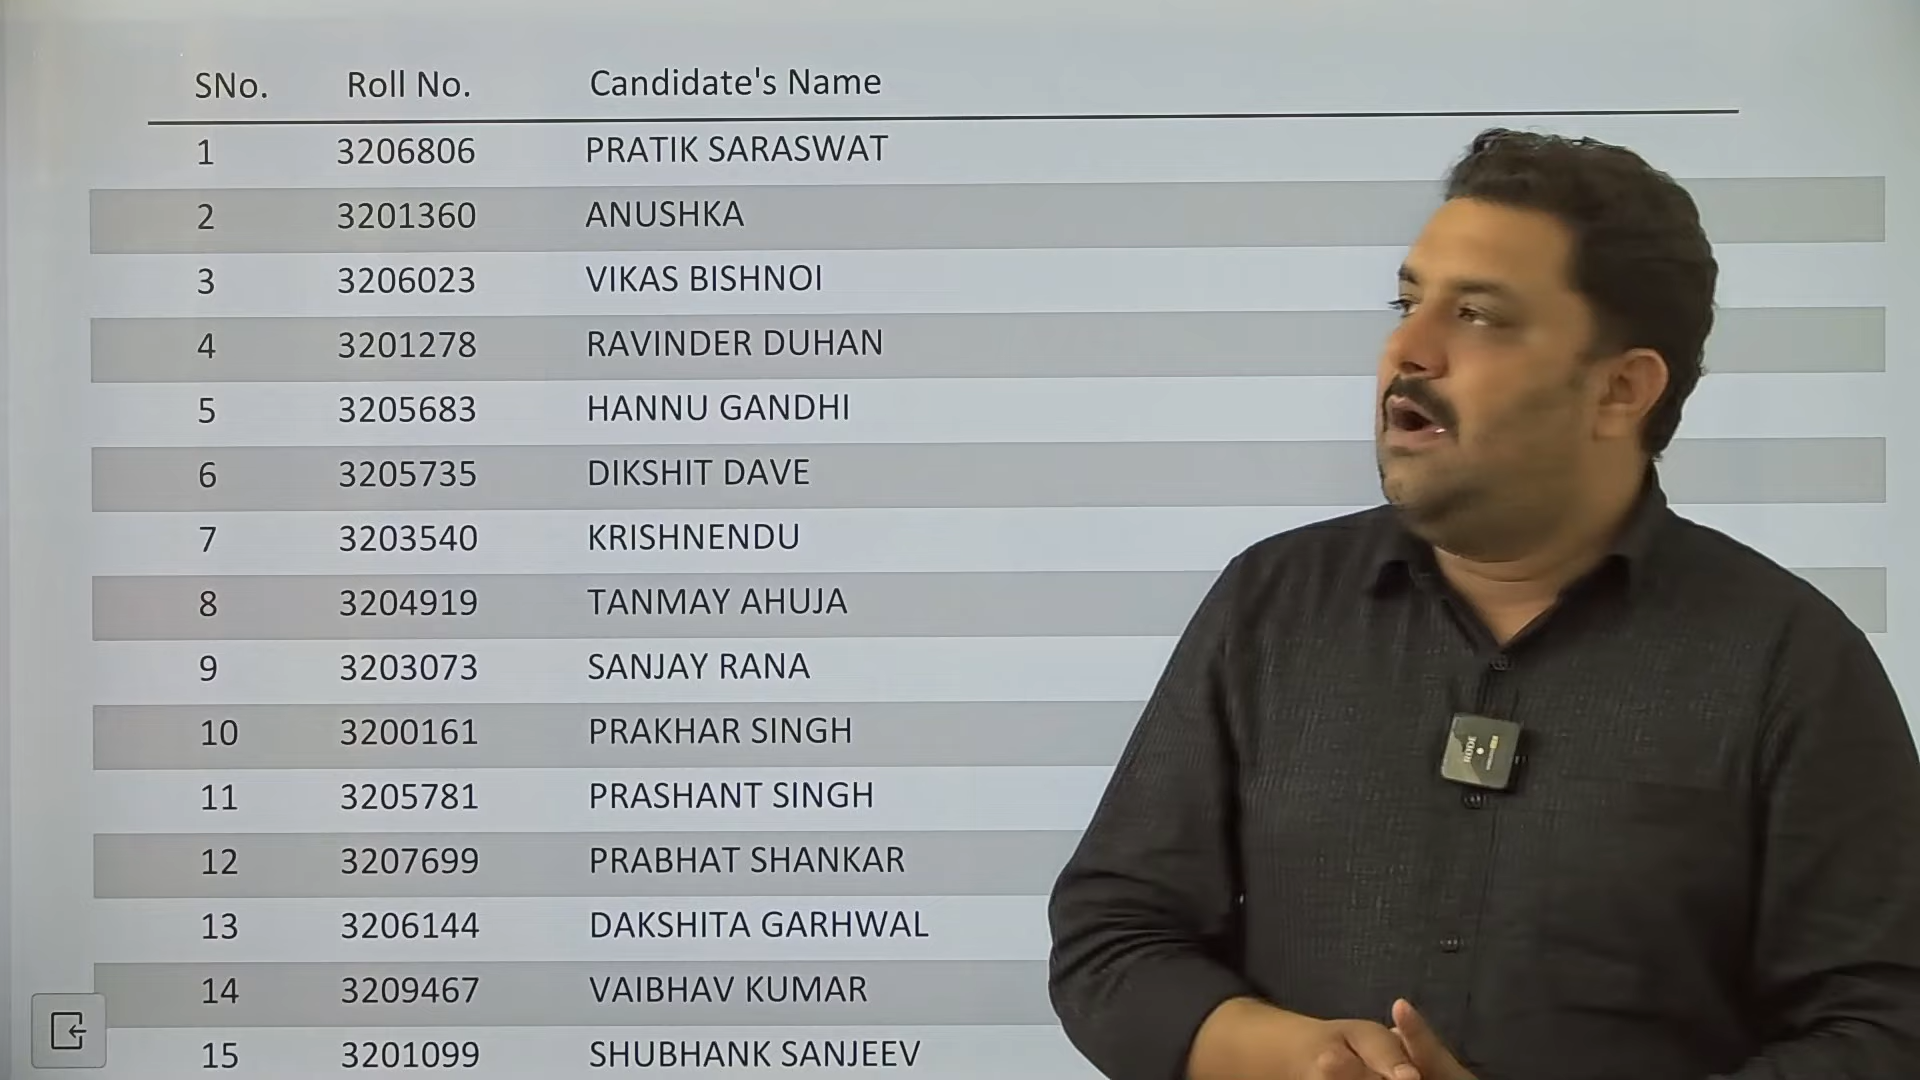 SNo. Roll No. Candidate's Name
1 3206806 PRATIK SARASWAT
2 3201360 ANUSHKA
3 3206023 VIKAS BISHNOI
4 3201278 RAVINDER DUHAN
5 3205683 HANNU GANDHI
6 3205735 DIKSHIT DAVE
7 3203540 KRISHNENDU
8 3204919 TANMAY AHUJA
9 3203073 SANJAY RANA
10 3200161 PRAKHAR SINGH
11 3205781 PRASHANT SINGH
12 3207699 PRABHAT SHANKAR
13 3206144 DAKSHITA GARHWAL
14 3209467 VAIBHAV KUMAR
15 3201099 SHUBHANK SANJEEV
RODE